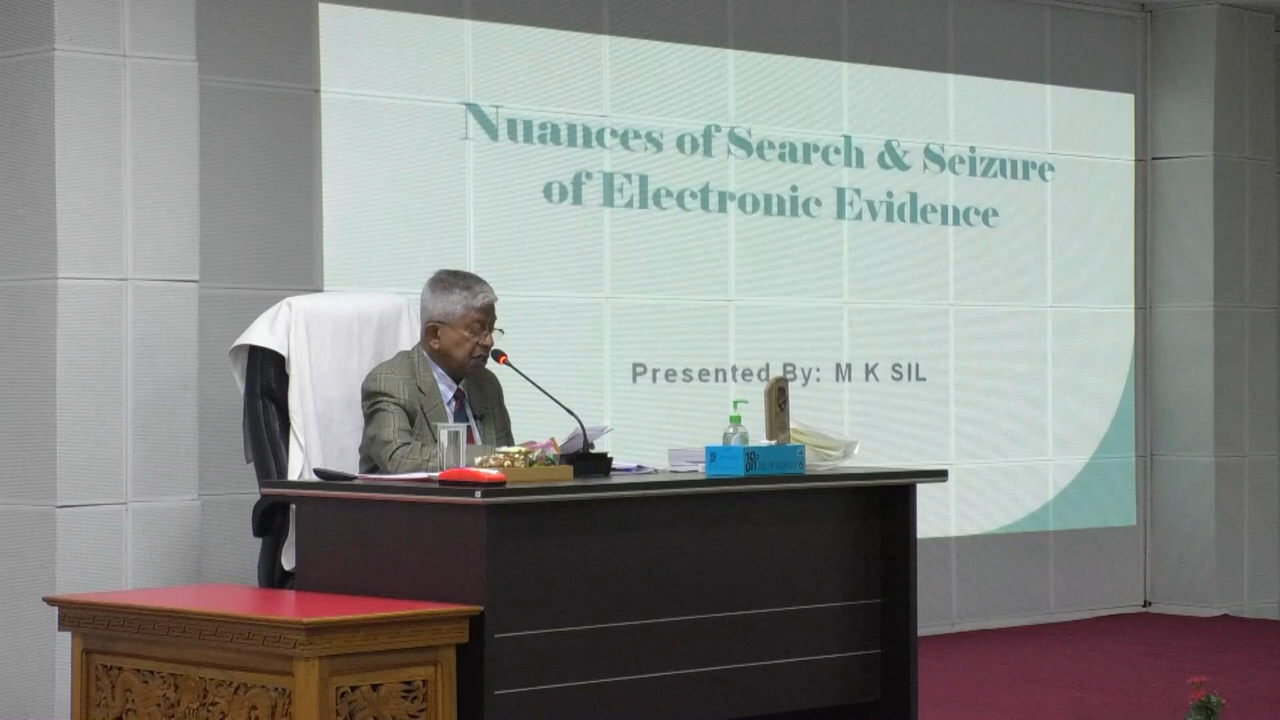 Nuances of Search & Seizure
of Electronic Evidence
Presented By: M K SIL